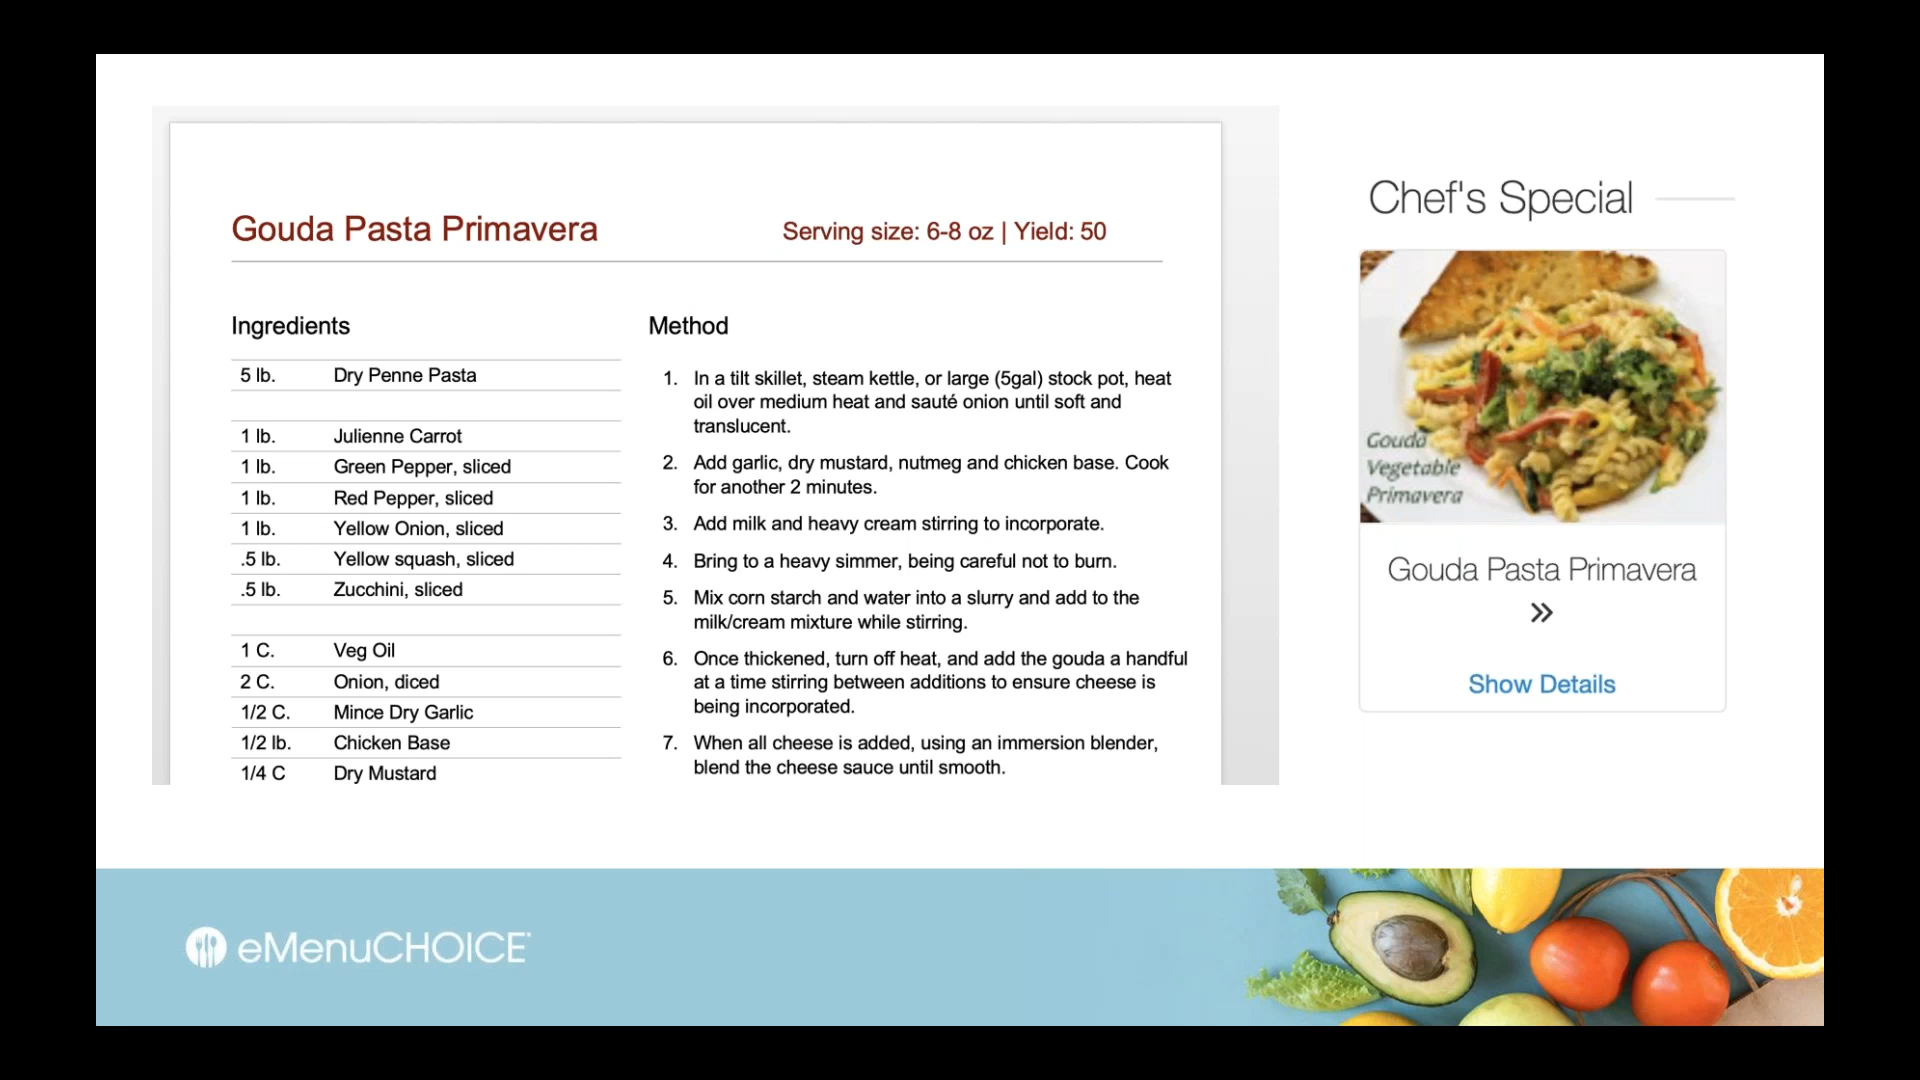 Gouda Pasta Primavera
Serving size: 6-8 oz | Yield: 50
Ingredients
5 lb. Dry Penne Pasta
1 lb. Julienne Carrot
1 lb. Green Pepper, sliced
1 lb. Red Pepper, sliced
1 lb. Yellow Onion, sliced
.5 lb. Yellow squash, sliced
.5 lb. Zucchini, sliced
1 C. Veg Oil
2 C. Onion, diced
1/2 C. Mince Dry Garlic
1/2 lb. Chicken Base
1/4 C Dry Mustard
Method
1. In a tilt skillet, steam kettle, or large (5gal) stock pot, heat
oil over medium heat and sauté onion until soft and
translucent.
2. Add garlic, dry mustard, nutmeg and chicken base. Cook
for another 2 minutes.
3. Add milk and heavy cream stirring to incorporate.
4. Bring to a heavy simmer, being careful not to burn.
5. Mix corn starch and water into a slurry and add to the
milk/cream mixture while stirring.
6. Once thickened, turn off heat, and add the gouda a handful
at a time stirring between additions to ensure cheese is
being incorporated.
7. When all cheese is added, using an immersion blender,
blend the cheese sauce until smooth.
Chef's Special
Gouda
Vegetable
Primavera
Gouda Pasta Primavera
»
Show Details
eMenuCHOICE